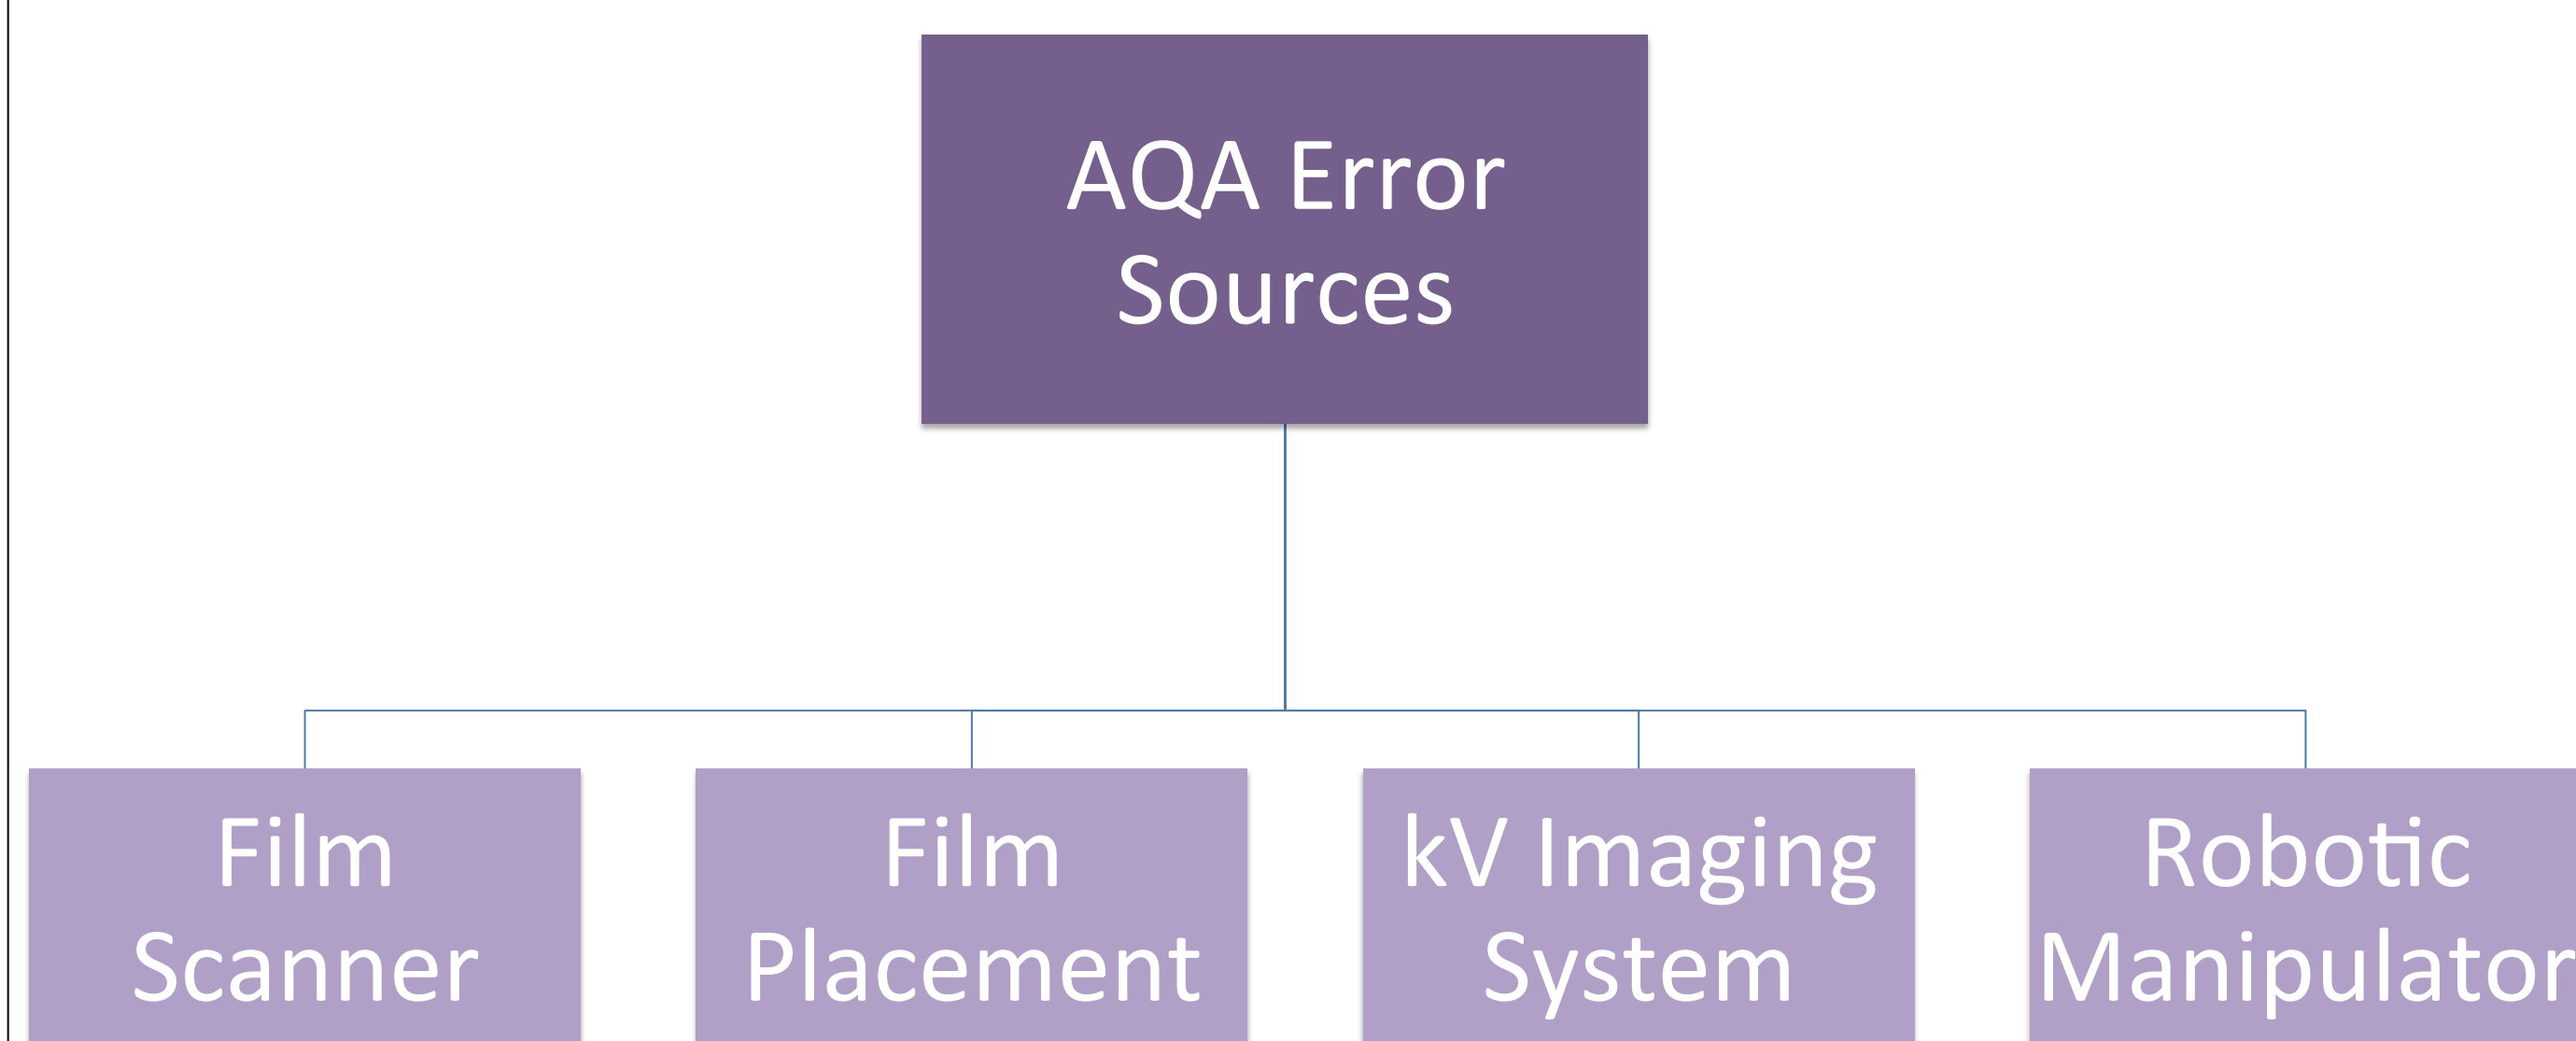 AQA Error
Sources
Film
Scanner
Film
Placement
kV Imaging
System
Robotic
Manipulator